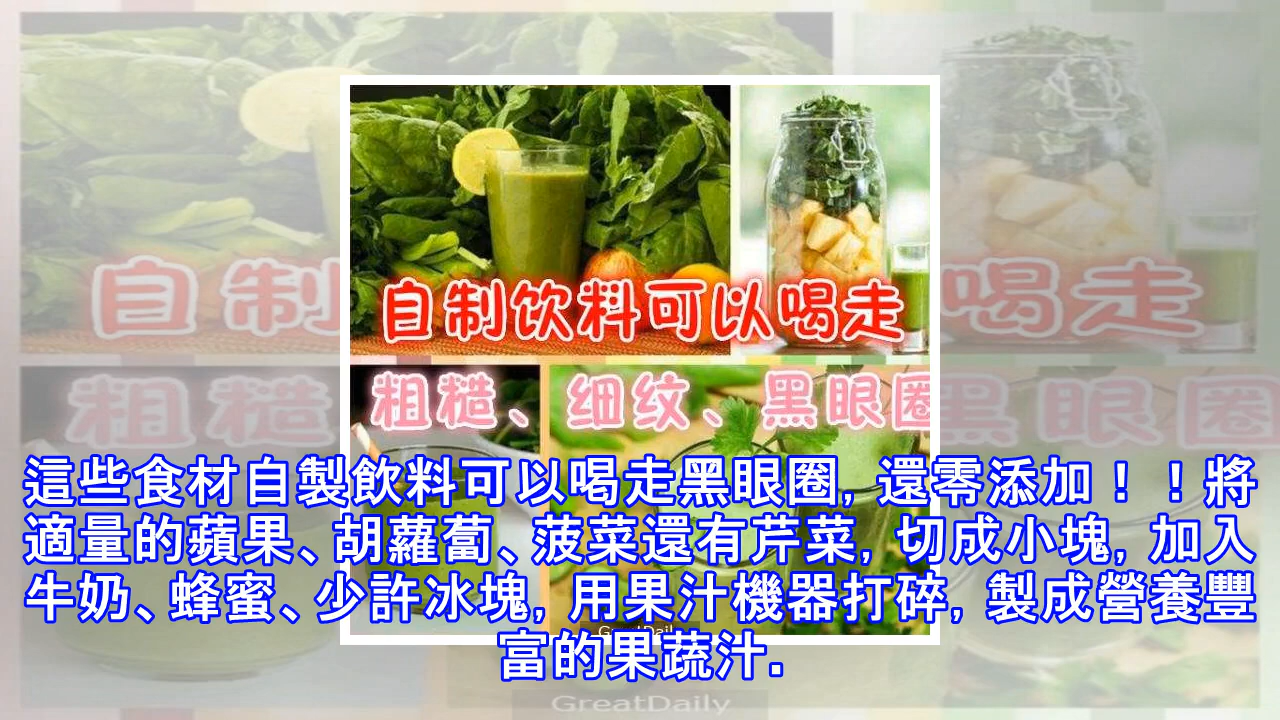 自制饮料可以喝走
粗糙、细纹、黑眼圈
這些食材自製飲料可以喝走黑眼圈, 還零添加！！將
適量的蘋果、胡蘿蔔、菠菜還有芹菜, 切成小塊, 加入
牛奶、蜂蜜、少許冰塊, 用果汁機器打碎, 製成營養豐
富的果蔬汁.
GreatDaily